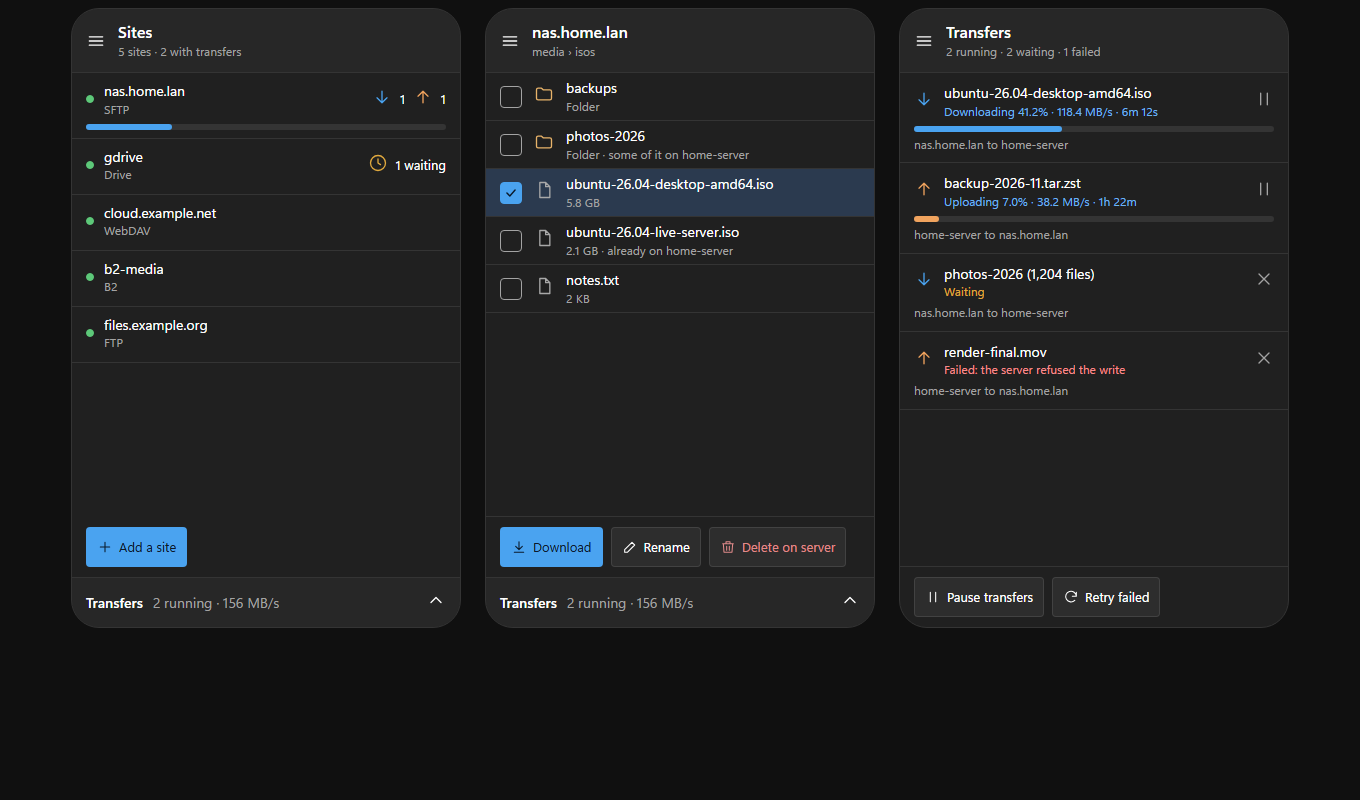 Sites
5 sites · 2 with transfers
nas.home.lan
SFTP
1
1
gdrive
Drive
1 waiting
cloud.example.net
WebDAV
b2-media
B2
files.example.org
FTP
Add a site
Transfers 2 running · 156 MB/s
nas.home.lan
media › isos
backups
Folder
photos-2026
Folder · some of it on home-server
ubuntu-26.04-desktop-amd64.iso
5.8 GB
ubuntu-26.04-live-server.iso
2.1 GB · already on home-server
notes.txt
2 KB
Download
Rename
Delete on server
Transfers 2 running · 156 MB/s
Transfers
2 running · 2 waiting · 1 failed
ubuntu-26.04-desktop-amd64.iso
Downloading 41.2% · 118.4 MB/s · 6m 12s
nas.home.lan to home-server
backup-2026-11.tar.zst
Uploading 7.0% · 38.2 MB/s · 1h 22m
home-server to nas.home.lan
photos-2026 (1,204 files)
Waiting
nas.home.lan to home-server
render-final.mov
Failed: the server refused the write
home-server to nas.home.lan
Pause transfers
Retry failed